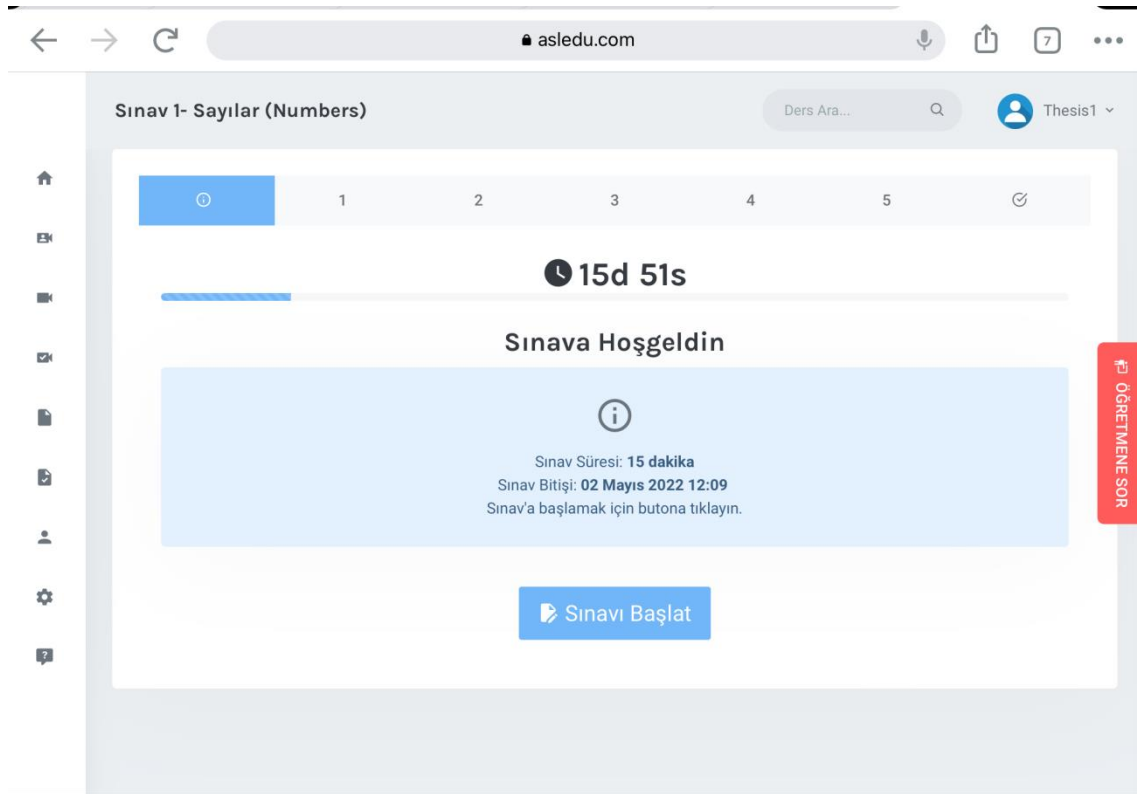 asledu.com
7
Sınav 1- Sayılar (Numbers)
Ders Ara...
Thesis1
1 2 3 4 5
15d 51s
Sınava Hoşgeldin
Sınav Süresi: 15 dakika
Sınav Bitişi: 02 Mayıs 2022 12:09
Sınav'a başlamak için butona tıklayın.
Sınavı Başlat
ÖĞRETMENE SOR